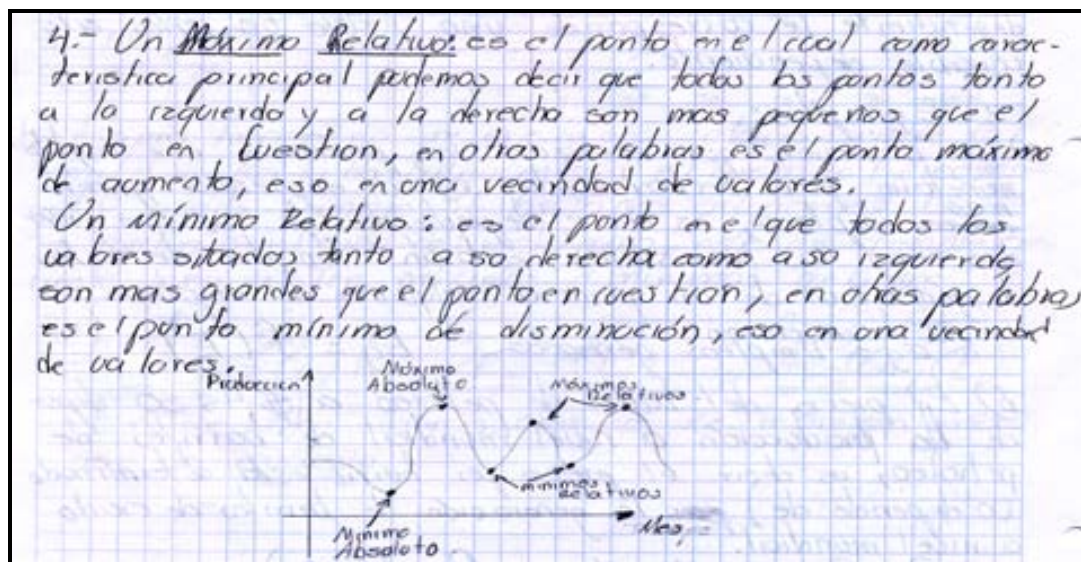 4.- Un Máximo Relativo: es el punto en el cual como carac-
teristica principal podemos decir que todos los puntos tanto
a la izquierda y a la derecha son mas pequeños que el
punto en Cuestion, en otras palabras es el punto máximo
de aumento, eso en una vecindad de valores.
Un Mínimo Relativo: es el punto en el que todos los
valores situados tanto a su derecha como a su izquierda
son mas grandes que el punto en cuestion, en otras palabras
es el punto mínimo de disminución, eso en una vecindad
de valores.
Producción
Máximo
Absoluto
Máximos
Relativos
mínimos
Relativos
Mínimo
Absoluto
Mes